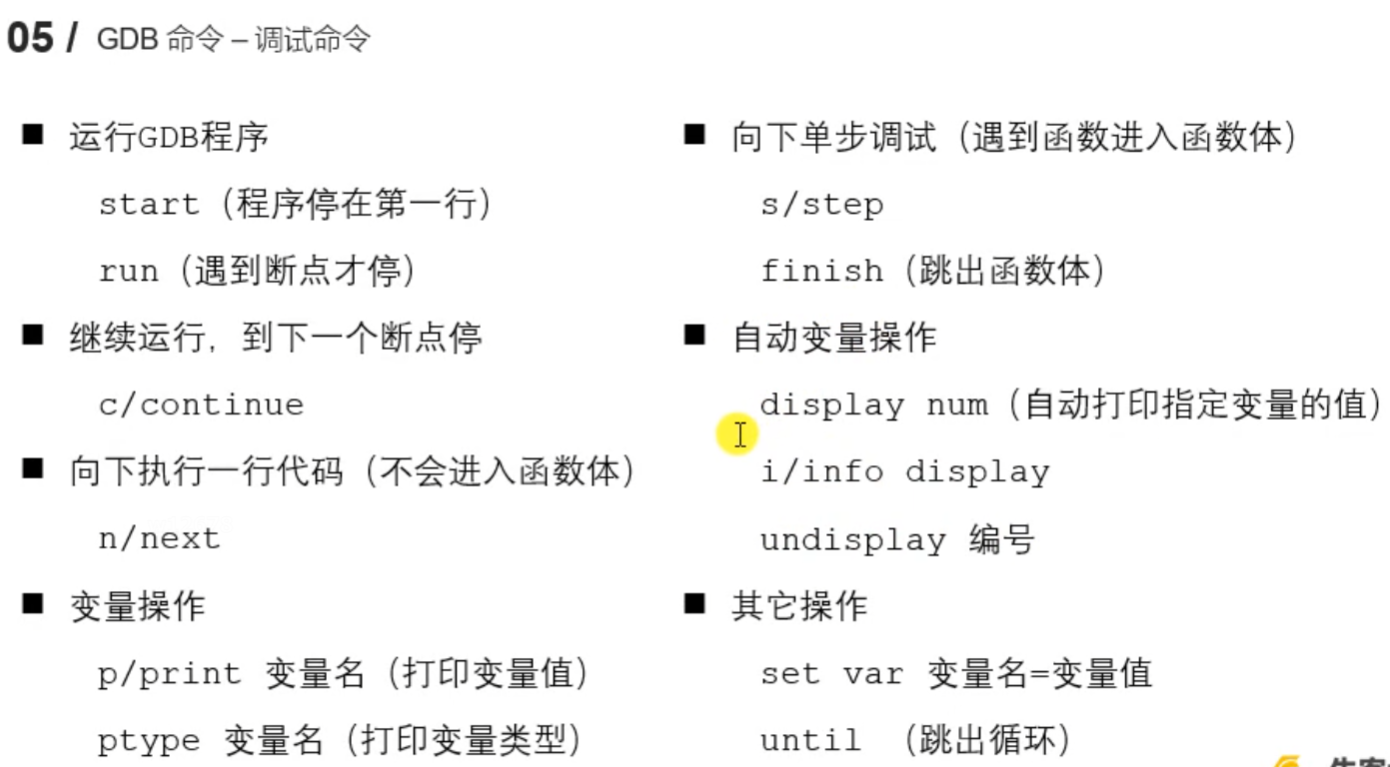 05 / GDB 命令 – 调试命令
■ 运行GDB程序
start（程序停在第一行）
run（遇到断点才停）
■ 继续运行，到下一个断点停
c/continue
■ 向下执行一行代码（不会进入函数体）
n/next
■ 变量操作
p/print 变量名（打印变量值）
ptype 变量名（打印变量类型）
■ 向下单步调试（遇到函数进入函数体）
s/step
finish（跳出函数体）
■ 自动变量操作
display num（自动打印指定变量的值）
i/info display
undisplay 编号
■ 其它操作
set var 变量名=变量值
until （跳出循环）